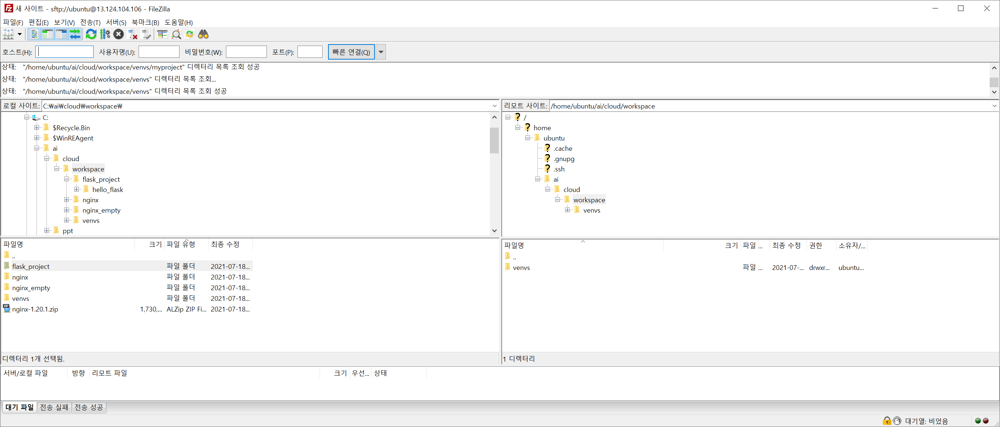 새 사이트 - sftp://ubuntu@13.124.104.106 - FileZilla
파일(F) 편집(E) 보기(V) 전송(T) 서버(S) 북마크(B) 도움말(H)
호스트(H): 사용자명(U): 비밀번호(W): 포트(P): 빠른 연결(Q)
상태: "/home/ubuntu/ai/cloud/workspace/venvs/myproject" 디렉터리 목록 조회 성공
상태: "/home/ubuntu/ai/cloud/workspace/venvs" 디렉터리 목록 조회...
상태: "/home/ubuntu/ai/cloud/workspace/venvs" 디렉터리 목록 조회 성공
로컬 사이트: C:₩ai₩cloud₩workspace₩
C:
$Recycle.Bin
$WinREAgent
ai
cloud
workspace
flask_project
hello_flask
nginx
nginx_empty
venvs
ppt
리모트 사이트: /home/ubuntu/ai/cloud/workspace
/
home
ubuntu
.cache
.gnupg
.ssh
ai
cloud
workspace
venvs
파일명 크기 파일 유형 최종 수정
..
flask_project 파일 폴더 2021-07-18...
nginx 파일 폴더 2021-07-18...
nginx_empty 파일 폴더 2021-07-18...
venvs 파일 폴더 2021-07-18...
nginx-1.20.1.zip 1,730,... ALZip ZIP Fi... 2021-07-18...
디렉터리 1개 선택됨.
파일명 크기 파일 ... 최종 수정 권한 소유자/...
..
venvs 파일 ... 2021-07-... drwxr... ubuntu...
1 디렉터리
서버/로컬 파일 방향 리모트 파일 크기 우선... 상태
대기 파일 전송 실패 전송 성공
대기열: 비었음